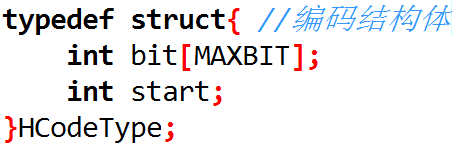 typedef struct{ //编码结构体
    int bit[MAXBIT];
    int start;
}HCodeType;